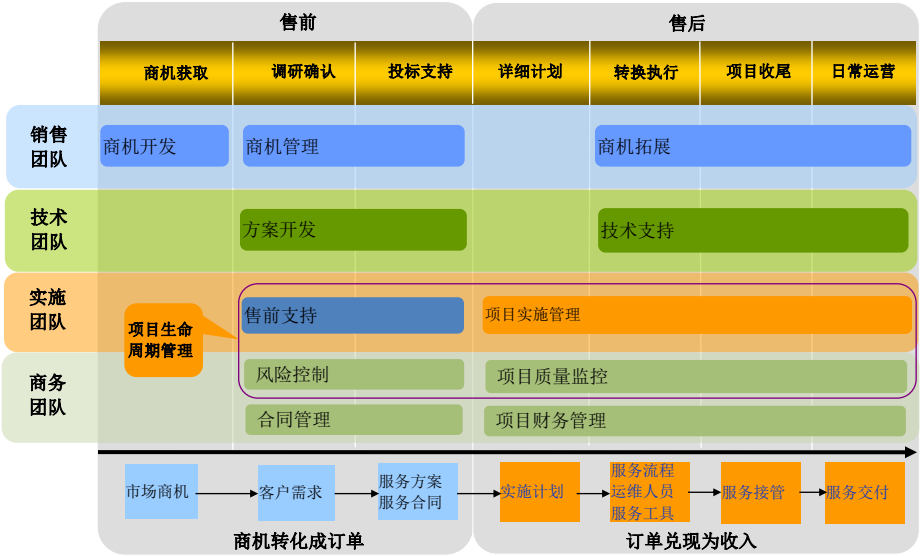 售前
售后
商机获取
调研确认
投标支持
详细计划
转换执行
项目收尾
日常运营
销售
团队
商机开发
商机管理
商机拓展
技术
团队
方案开发
技术支持
实施
团队
项目生命
周期管理
售前支持
项目实施管理
商务
团队
风险控制
项目质量监控
合同管理
项目财务管理
市场商机
客户需求
服务方案
服务合同
实施计划
服务流程
运维人员
服务工具
服务接管
服务交付
商机转化成订单
订单兑现为收入